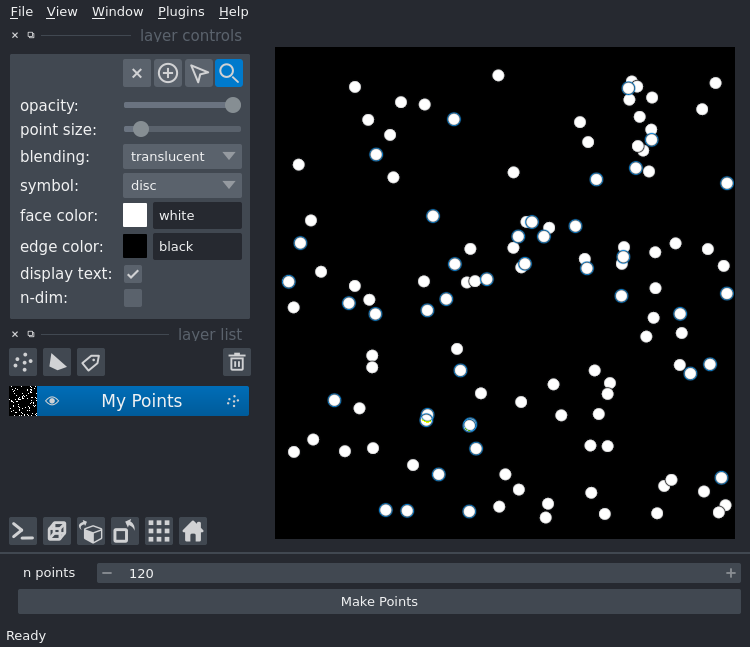 File View Window Plugins Help
layer controls
opacity:
point size:
blending: translucent
symbol: disc
face color: white
edge color: black
display text:
n-dim:
layer list
My Points
n points 120
Make Points
Ready